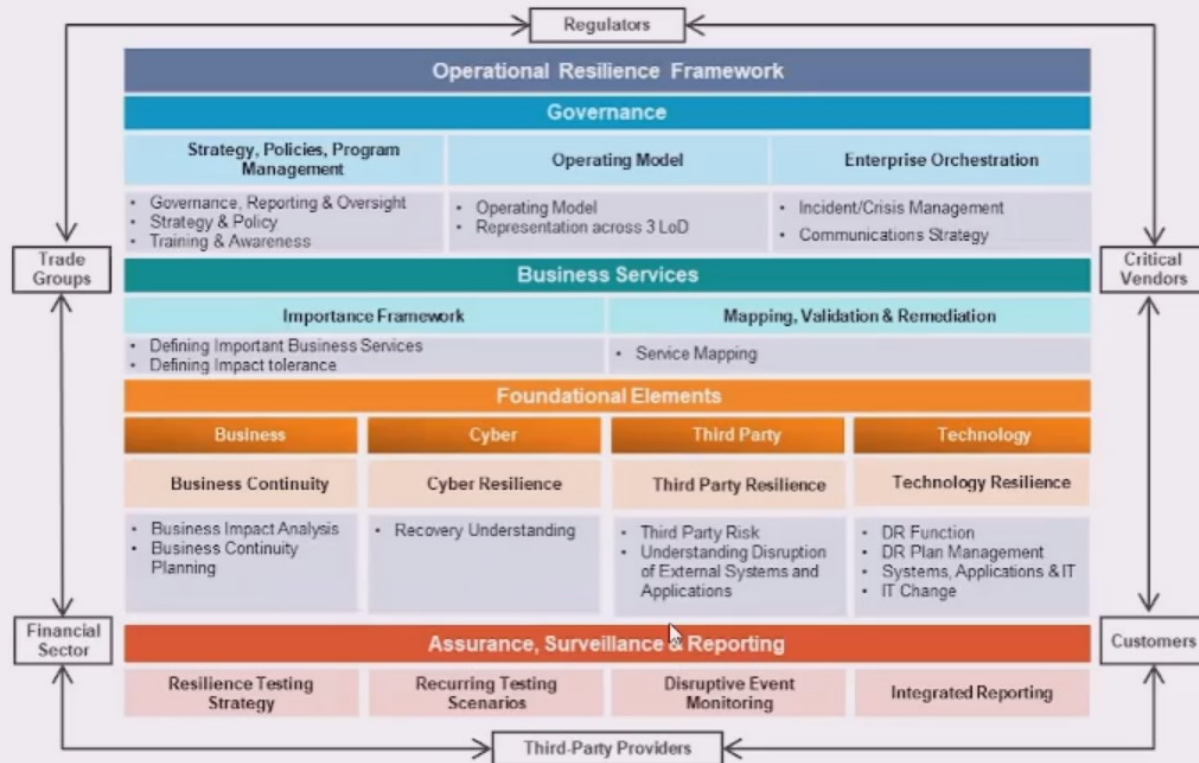 Regulators
Operational Resilience Framework
Governance
Strategy, Policies, Program
Management
Operating Model
Enterprise Orchestration
• Governance, Reporting & Oversight
• Strategy & Policy
• Training & Awareness
• Operating Model
• Representation across 3 LoD
• Incident/Crisis Management
• Communications Strategy
Trade
Groups
Critical
Vendors
Business Services
Importance Framework
Mapping, Validation & Remediation
• Defining Important Business Services
• Defining Impact tolerance
• Service Mapping
Foundational Elements
Business
Cyber
Third Party
Technology
Business Continuity
Cyber Resilience
Third Party Resilience
Technology Resilience
• Business Impact Analysis
• Business Continuity
Planning
• Recovery Understanding
• Third Party Risk
• Understanding Disruption
of External Systems and
Applications
• DR Function
• DR Plan Management
• Systems, Applications & IT
• IT Change
Financial
Sector
Customers
Assurance, Surveillance & Reporting
Resilience Testing
Strategy
Recurring Testing
Scenarios
Disruptive Event
Monitoring
Integrated Reporting
Third-Party Providers